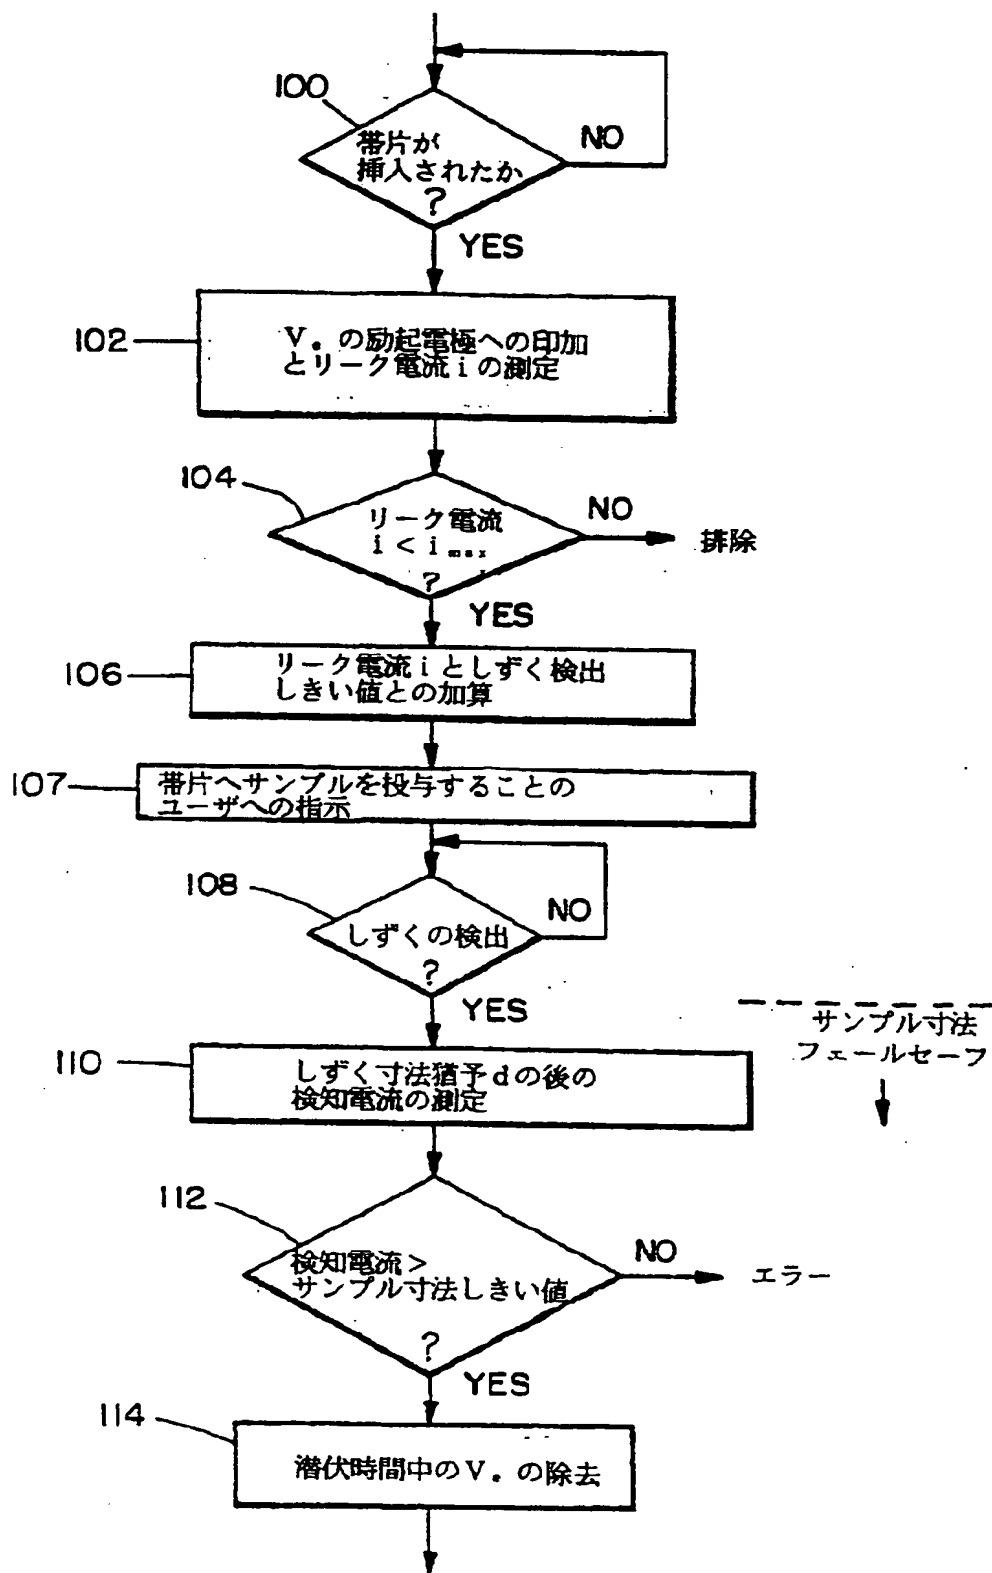 100
帯片が
挿入されたか
?
NO
YES
102
Vₑの励起電極への印加
とリーク電流iの測定
104
リーク電流
i < i max
?
NO
排除
YES
106
リーク電流iとしずく検出
しきい値との加算
107
帯片へサンプルを投与することの
ユーザへの指示
108
しずくの検出
?
NO
YES
サンプル寸法
フェールセーフ
110
しずく寸法猶予dの後の
検知電流の測定
112
検知電流>
サンプル寸法しきい値
?
NO
エラー
YES
114
潜伏時間中のVₑの除去